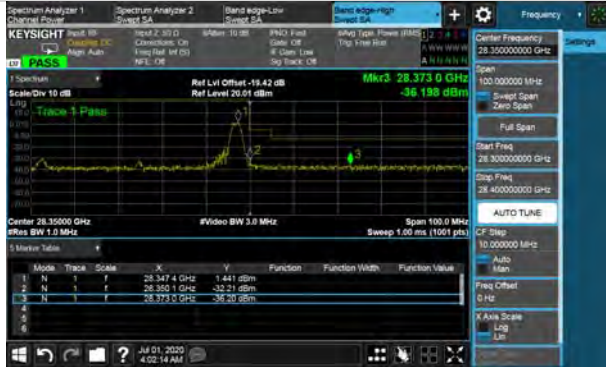 Spectrum Analyzer 1
Channel Power
Spectrum Analyzer 2
Swept SA
Band edge-Low
Swept SA
Band edge-High
Swept SA
+
Frequency
KEYSIGHT
Input: RF
Coupling: DC
Align: Auto
Input Z: 50 Ω
Corrections: On
Freq Ref: Int (S)
NFE: Off
#Atten: 10 dB
PNO: Fast
Gate: Off
IF Gain: Low
Sig Track: Off
#Avg Type: Power (RMS)
Trig: Free Run
PASS
Center Frequency
28.350000000 GHz
Settings
Span
100.000000 MHz
Swept Span
Zero Span
Full Span
Start Freq
28.300000000 GHz
Stop Freq
28.400000000 GHz
AUTO TUNE
CF Step
10.000000 MHz
Auto
Man
Freq Offset
0 Hz
X Axis Scale
Log
Lin
1 Spectrum
Scale/Div 10 dB
Ref Lvl Offset -19.42 dB
Ref Level 20.01 dBm
Mkr3 28.373 0 GHz
-36.198 dBm
Log
Trace 1 Pass
1
2
3
Center 28.35000 GHz
#Res BW 1.0 MHz
#Video BW 3.0 MHz
Span 100.0 MHz
Sweep 1.00 ms (1001 pts)
5 Marker Table
Mode Trace Scale X Y Function Function Width Function Value
1 N 1 f 28.347 4 GHz 1.441 dBm
2 N 1 f 28.350 1 GHz -32.21 dBm
3 N 1 f 28.373 0 GHz -36.20 dBm
4
5
6
?
Jul 01, 2020
4:02:14 AM